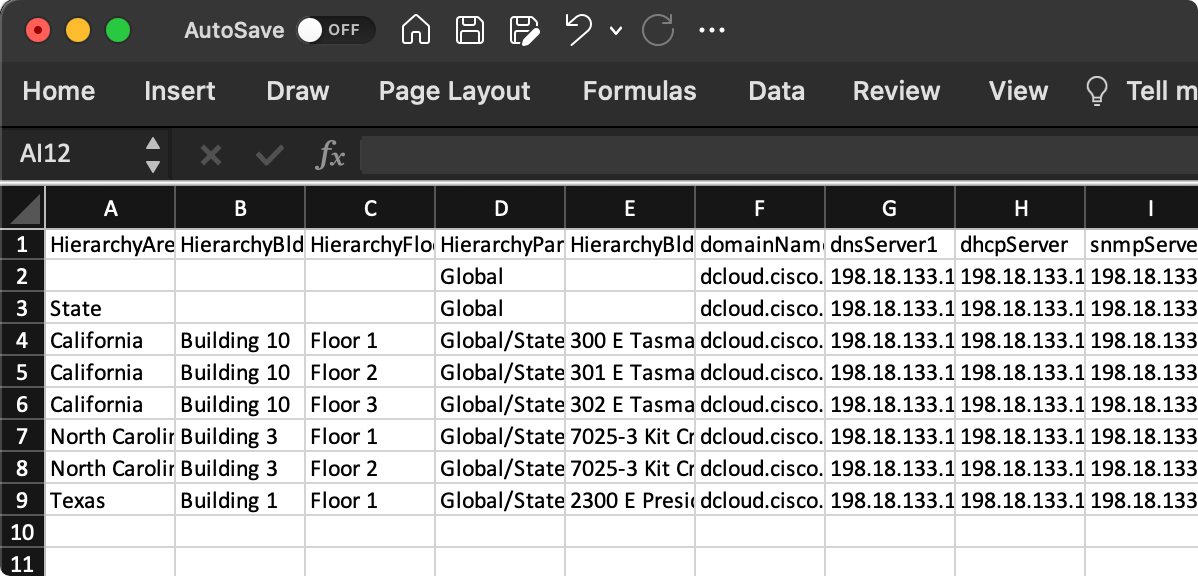 AutoSave OFF
Home Insert Draw Page Layout Formulas Data Review View Tell m
AI12 fx
A B C D E F G H I
1 HierarchyAre HierarchyBld HierarchyFlo HierarchyPar HierarchyBld domainNam dnsServer1 dhcpServer snmpServe
2 Global dcloud.cisco. 198.18.133.1 198.18.133.1 198.18.133
3 State Global dcloud.cisco. 198.18.133.1 198.18.133.1 198.18.133
4 California Building 10 Floor 1 Global/State 300 E Tasma dcloud.cisco. 198.18.133.1 198.18.133.1 198.18.133
5 California Building 10 Floor 2 Global/State 301 E Tasma dcloud.cisco. 198.18.133.1 198.18.133.1 198.18.133
6 California Building 10 Floor 3 Global/State 302 E Tasma dcloud.cisco. 198.18.133.1 198.18.133.1 198.18.133
7 North Carolin Building 3 Floor 1 Global/State 7025-3 Kit Cr dcloud.cisco. 198.18.133.1 198.18.133.1 198.18.133
8 North Carolin Building 3 Floor 2 Global/State 7025-3 Kit Cr dcloud.cisco. 198.18.133.1 198.18.133.1 198.18.133
9 Texas Building 1 Floor 1 Global/State 2300 E Presi dcloud.cisco. 198.18.133.1 198.18.133.1 198.18.133
10
11